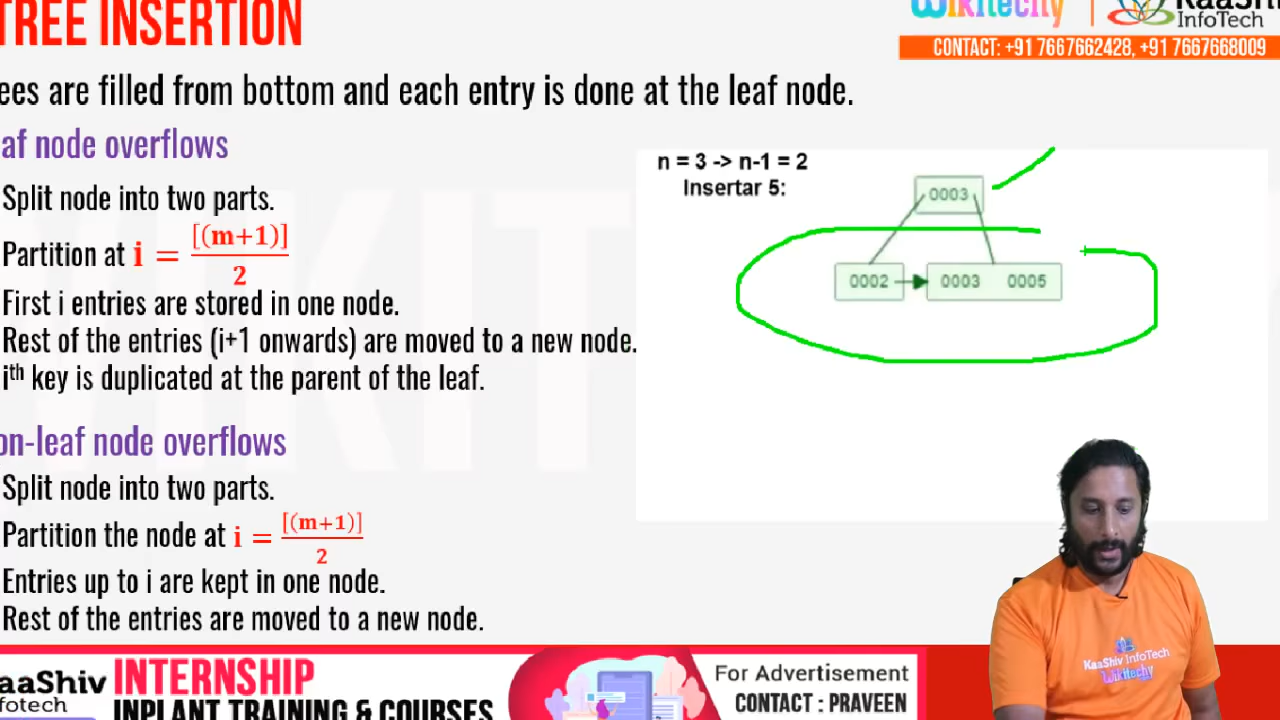 TREE INSERTION
Wikitechy
KaaShiv
InfoTech
CONTACT: +91 7667662428, +91 7667668009
ees are filled from bottom and each entry is done at the leaf node.
af node overflows
Split node into two parts.
Partition at i = [(m+1)]
2
First i entries are stored in one node.
Rest of the entries (i+1 onwards) are moved to a new node.
iᵗʰ key is duplicated at the parent of the leaf.
n = 3 -> n-1 = 2
Insertar 5:
0003
0002 0003 0005
on-leaf node overflows
Split node into two parts.
Partition the node at i = [(m+1)]
2
Entries up to i are kept in one node.
Rest of the entries are moved to a new node.
KaaShiv InfoTech
Wikitechy
aaShiv
fotech
INTERNSHIP
INPLANT TRAINING & COURSES
For Advertisement
CONTACT : PRAVEEN